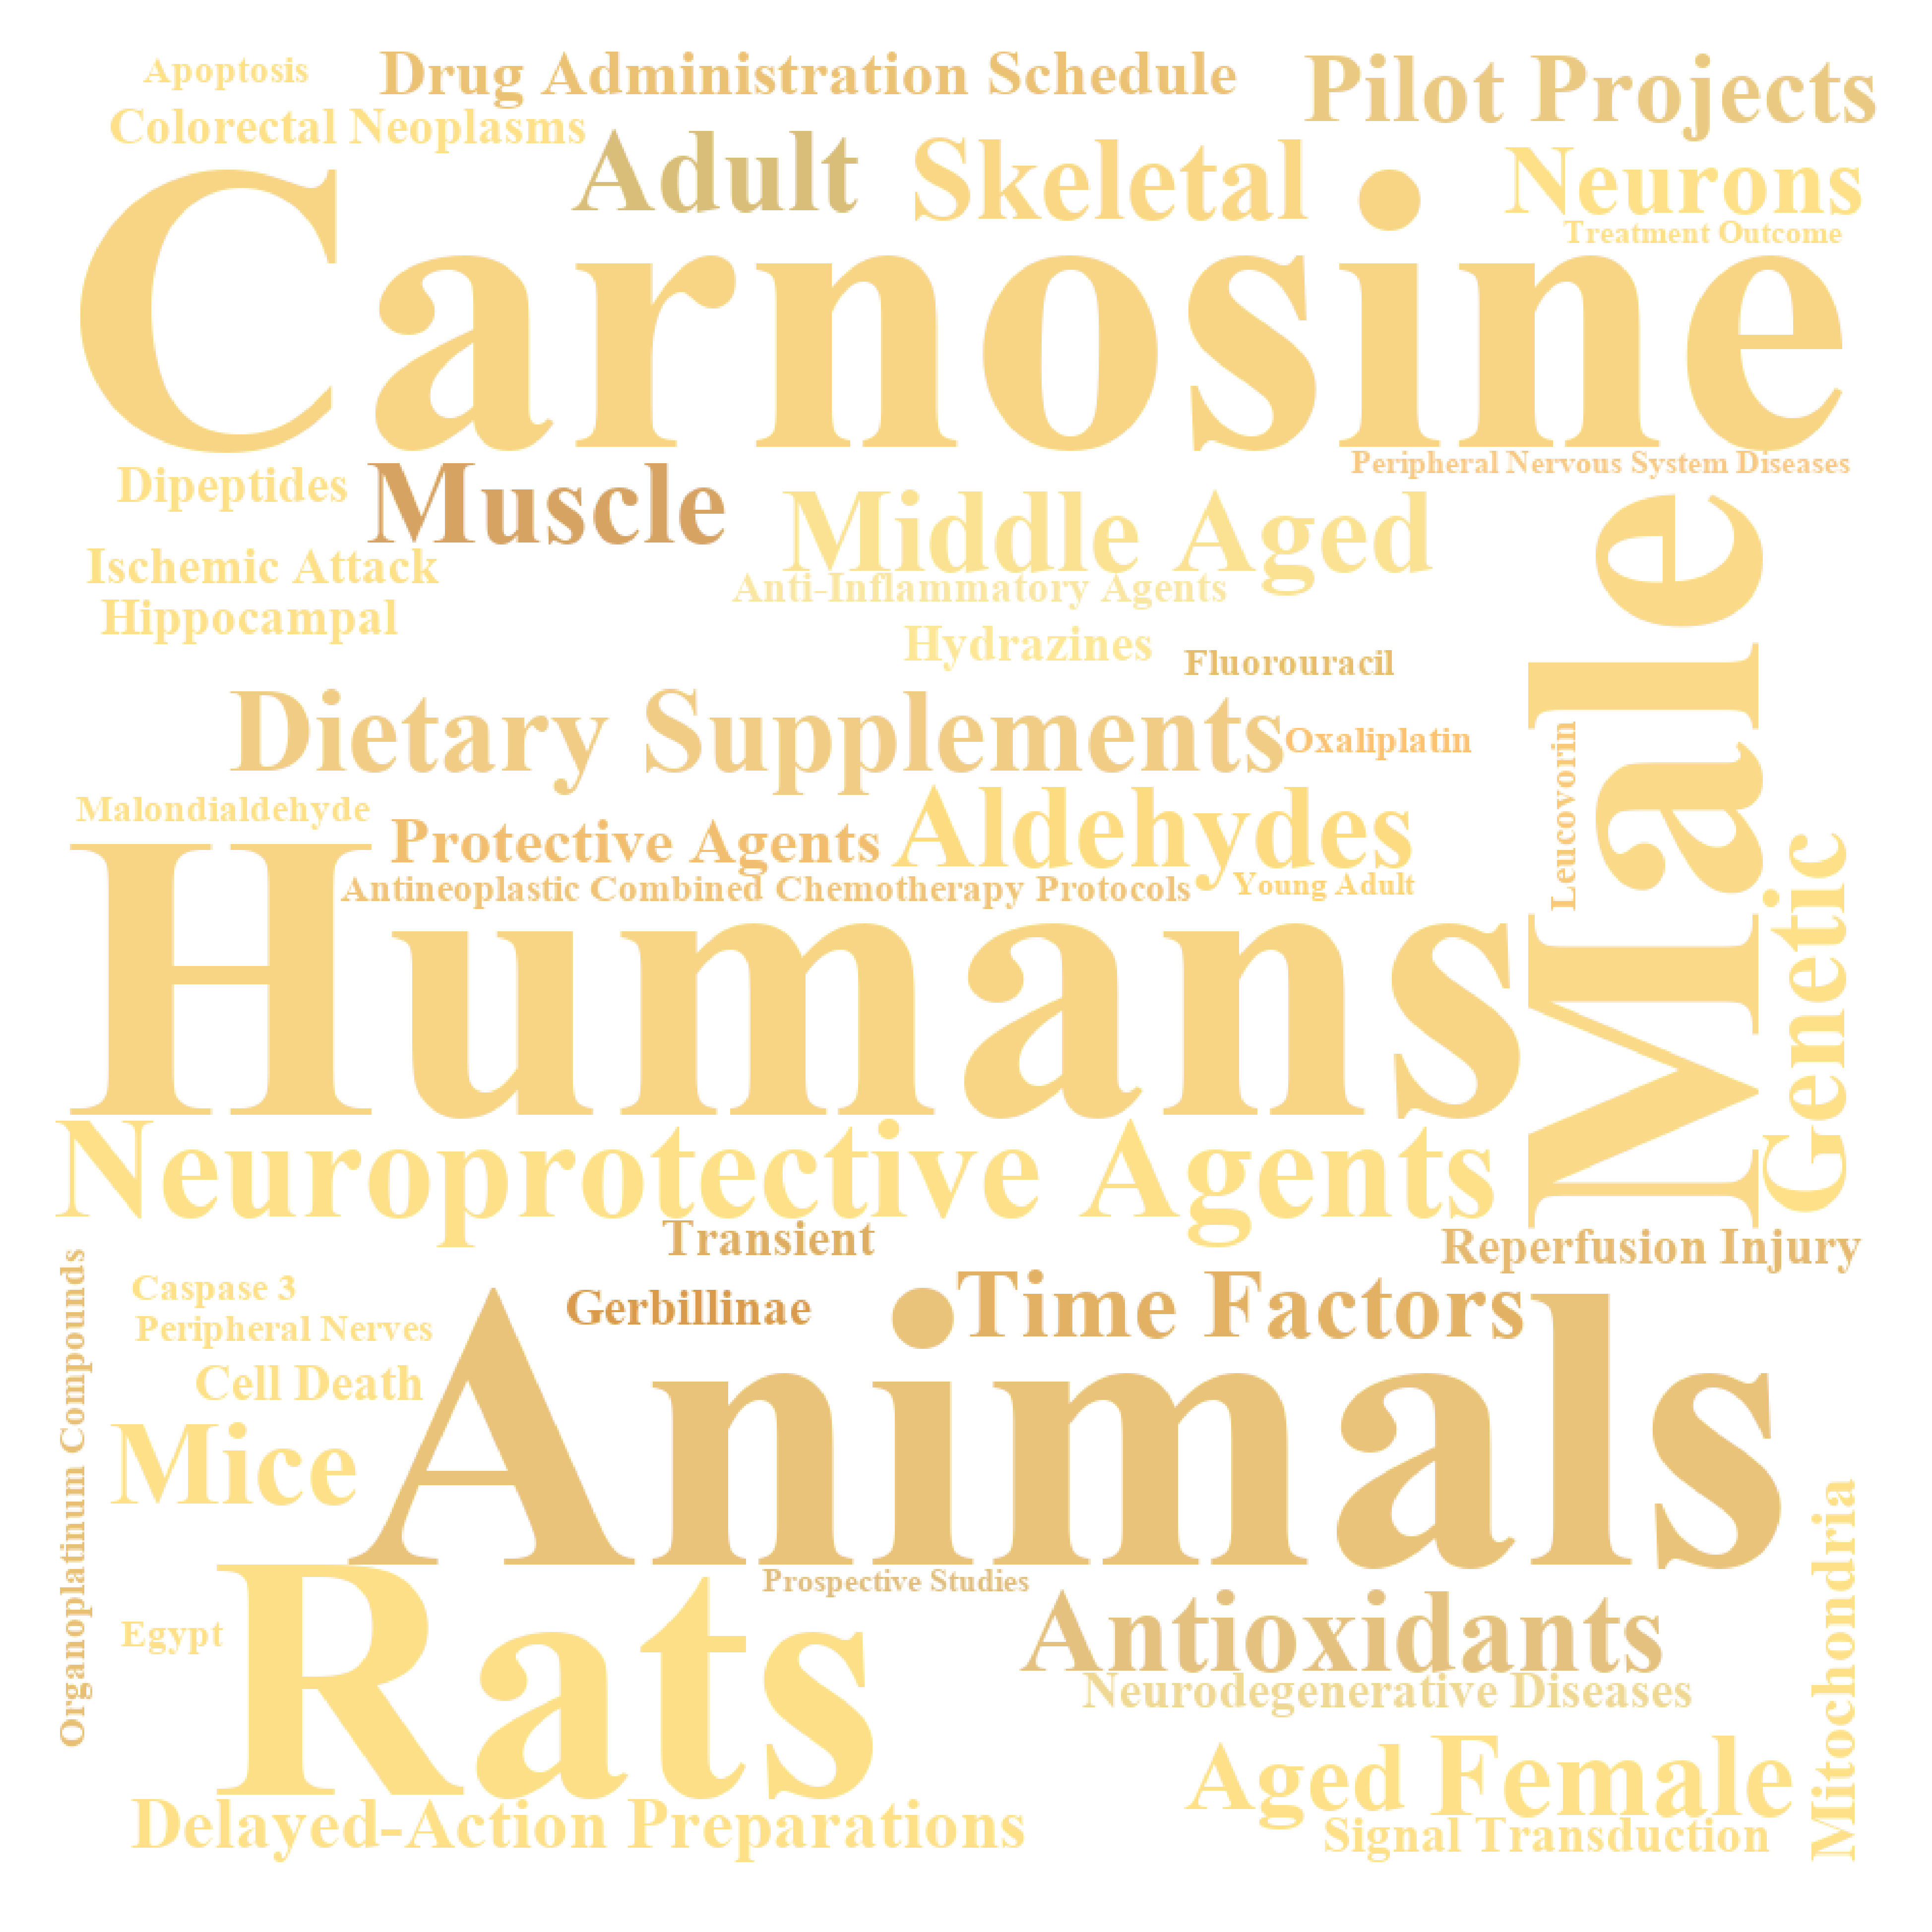 Apoptosis
Drug Administration Schedule
Pilot Projects
Colorectal Neoplasms
Adult
Skeletal
Neurons
Treatment Outcome
Carnosine
Peripheral Nervous System Diseases
Dipeptides
Muscle
Middle Aged
Male
Ischemic Attack
Anti-Inflammatory Agents
Hippocampal
Hydrazines
Fluorouracil
Dietary Supplements
Oxaliplatin
Leucovorin
Malondialdehyde
Protective Agents
Aldehydes
Antineoplastic Combined Chemotherapy Protocols
Young Adult
Genetic
Humans
Neuroprotective Agents
Transient
Reperfusion Injury
Organoplatinum Compounds
Caspase 3
Gerbillinae
Time Factors
Peripheral Nerves
Cell Death
Animals
Mice
Mitochondria
Prospective Studies
Rats
Egypt
Antioxidants
Neurodegenerative Diseases
Aged
Female
Delayed-Action Preparations
Signal Transduction